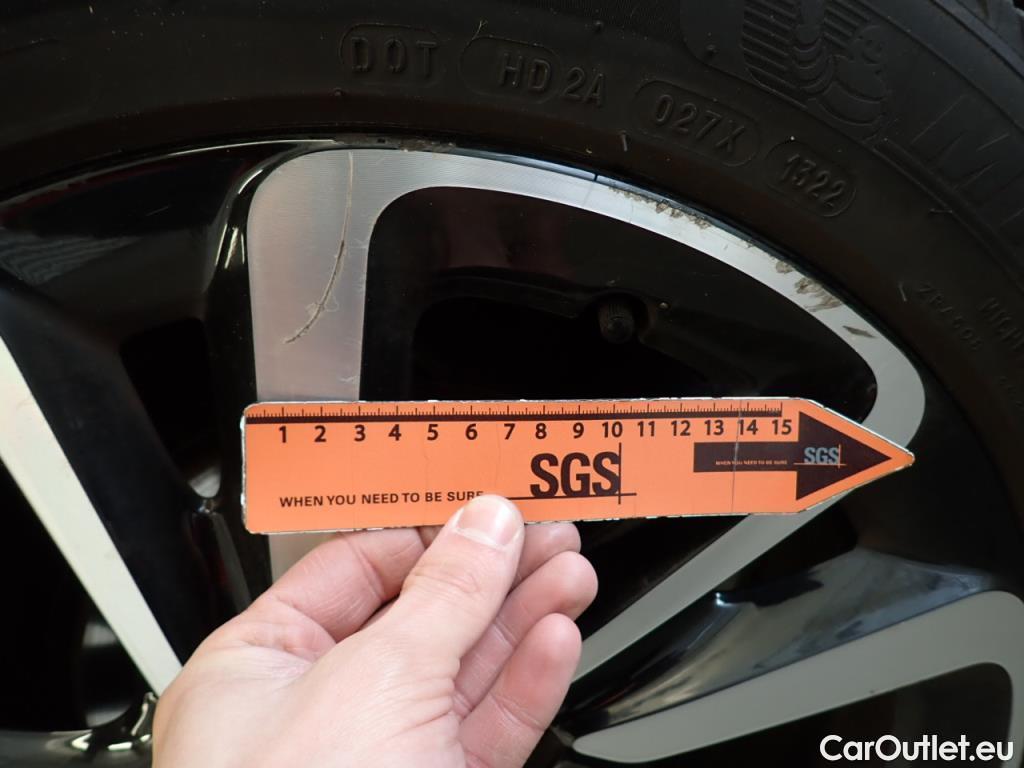 DOT HD 2A 027X 1322
1 2 3 4 5 6 7 8 9 10 11 12 13 14 15
SGS
WHEN YOU NEED TO BE SURE
WHEN YOU NEED TO BE SURE
SGS
CarOutlet.eu